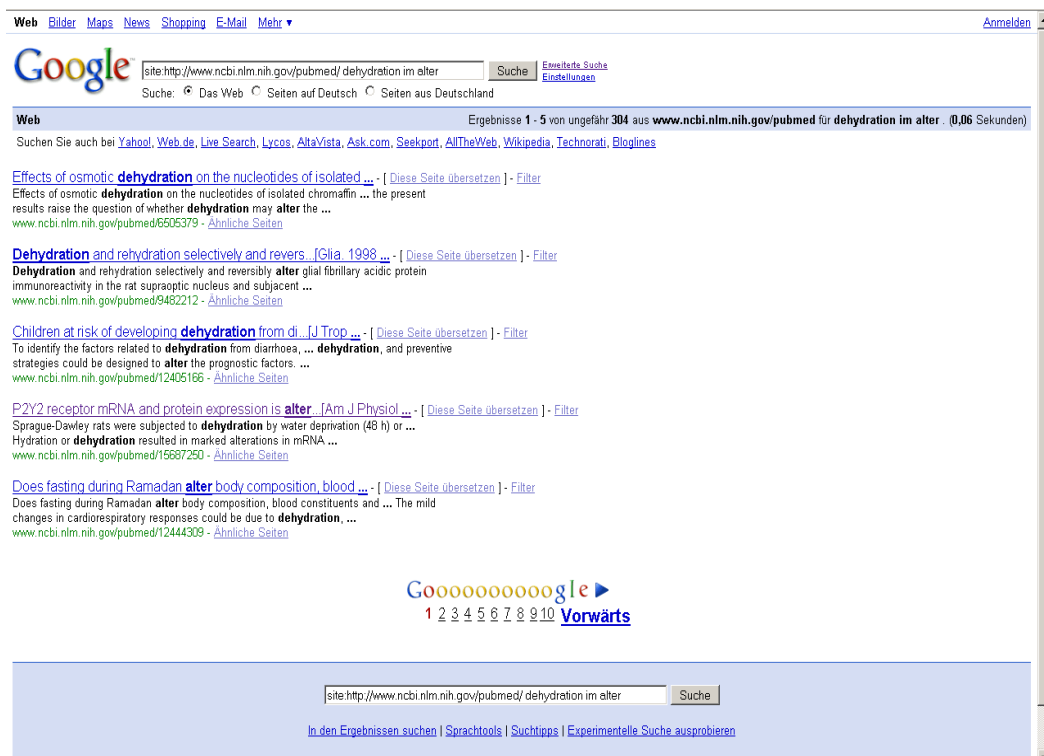 Web Bilder Maps News Shopping E-Mail Mehr ▼ Anmelden
Google site:http://www.ncbi.nlm.nih.gov/pubmed/ dehydration im alter Suche Erweiterte Suche
Einstellungen
Suche: Das Web Seiten auf Deutsch Seiten aus Deutschland
Web Ergebnisse 1 - 5 von ungefähr 304 aus www.ncbi.nlm.nih.gov/pubmed für dehydration im alter . (0,06 Sekunden)
Suchen Sie auch bei Yahoo!, Web.de, Live Search, Lycos, AltaVista, Ask.com, Seekport, AllTheWeb, Wikipedia, Technorati, Bloglines
Effects of osmotic dehydration on the nucleotides of isolated ... - [ Diese Seite übersetzen ] - Filter
Effects of osmotic dehydration on the nucleotides of isolated chromaffin ... the present
results raise the question of whether dehydration may alter the ...
www.ncbi.nlm.nih.gov/pubmed/6505379 - Ähnliche Seiten
Dehydration and rehydration selectively and revers...[Glia. 1998 ... - [ Diese Seite übersetzen ] - Filter
Dehydration and rehydration selectively and reversibly alter glial fibrillary acidic protein
immunoreactivity in the rat supraoptic nucleus and subjacent ...
www.ncbi.nlm.nih.gov/pubmed/9482212 - Ähnliche Seiten
Children at risk of developing dehydration from di...[J Trop ... - [ Diese Seite übersetzen ] - Filter
To identify the factors related to dehydration from diarrhoea, ... dehydration, and preventive
strategies could be designed to alter the prognostic factors. ...
www.ncbi.nlm.nih.gov/pubmed/12405166 - Ähnliche Seiten
P2Y2 receptor mRNA and protein expression is alter...[Am J Physiol ... - [ Diese Seite übersetzen ] - Filter
Sprague-Dawley rats were subjected to dehydration by water deprivation (48 h) or ...
Hydration or dehydration resulted in marked alterations in mRNA ...
www.ncbi.nlm.nih.gov/pubmed/15687250 - Ähnliche Seiten
Does fasting during Ramadan alter body composition, blood ... - [ Diese Seite übersetzen ] - Filter
Does fasting during Ramadan alter body composition, blood constituents and ... The mild
changes in cardiorespiratory responses could be due to dehydration, ...
www.ncbi.nlm.nih.gov/pubmed/12444309 - Ähnliche Seiten
Goooooooooogle
1 2 3 4 5 6 7 8 9 10 Vorwärts
site:http://www.ncbi.nlm.nih.gov/pubmed/ dehydration im alter Suche
In den Ergebnissen suchen | Sprachtools | Suchtipps | Experimentelle Suche ausprobieren